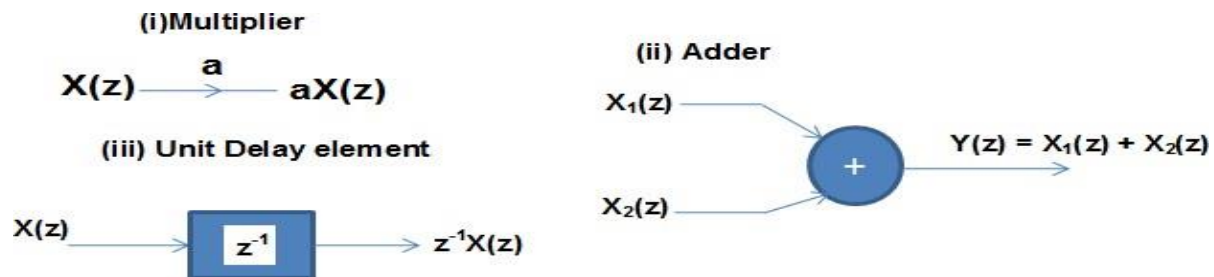 (i)Multiplier
a
X(z) aX(z)
(iii) Unit Delay element
X(z) z⁻¹ z⁻¹X(z)
(ii) Adder
X₁(z)
+ Y(z) = X₁(z) + X₂(z)
X₂(z)